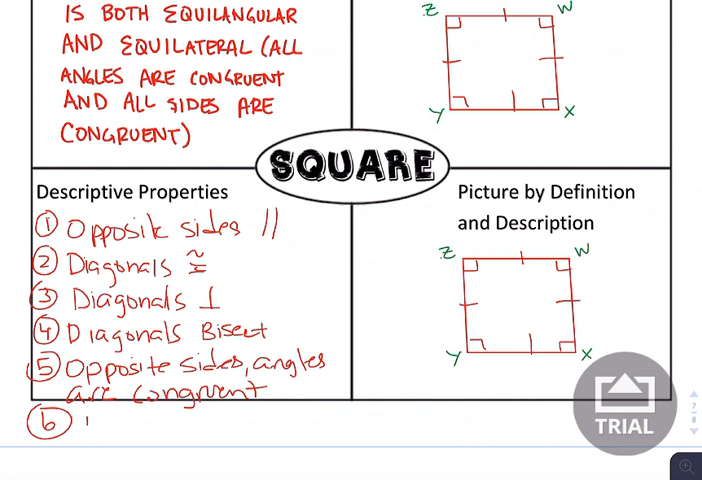 IS BOTH EQUILANGULAR
AND EQUILATERAL (ALL
ANGLES ARE CONGRUENT
AND ALL SIDES ARE
CONGRUENT)
Z W
Y X
SQUARE
Descriptive Properties
① Opposite sides //
② Diagonals ≅
③ Diagonals ⊥
④ Diagonals Bisect
⑤ Opposite sides, angles
are congruent
⑥
Picture by Definition
and Description
Z W
Y X
TRIAL
7
8